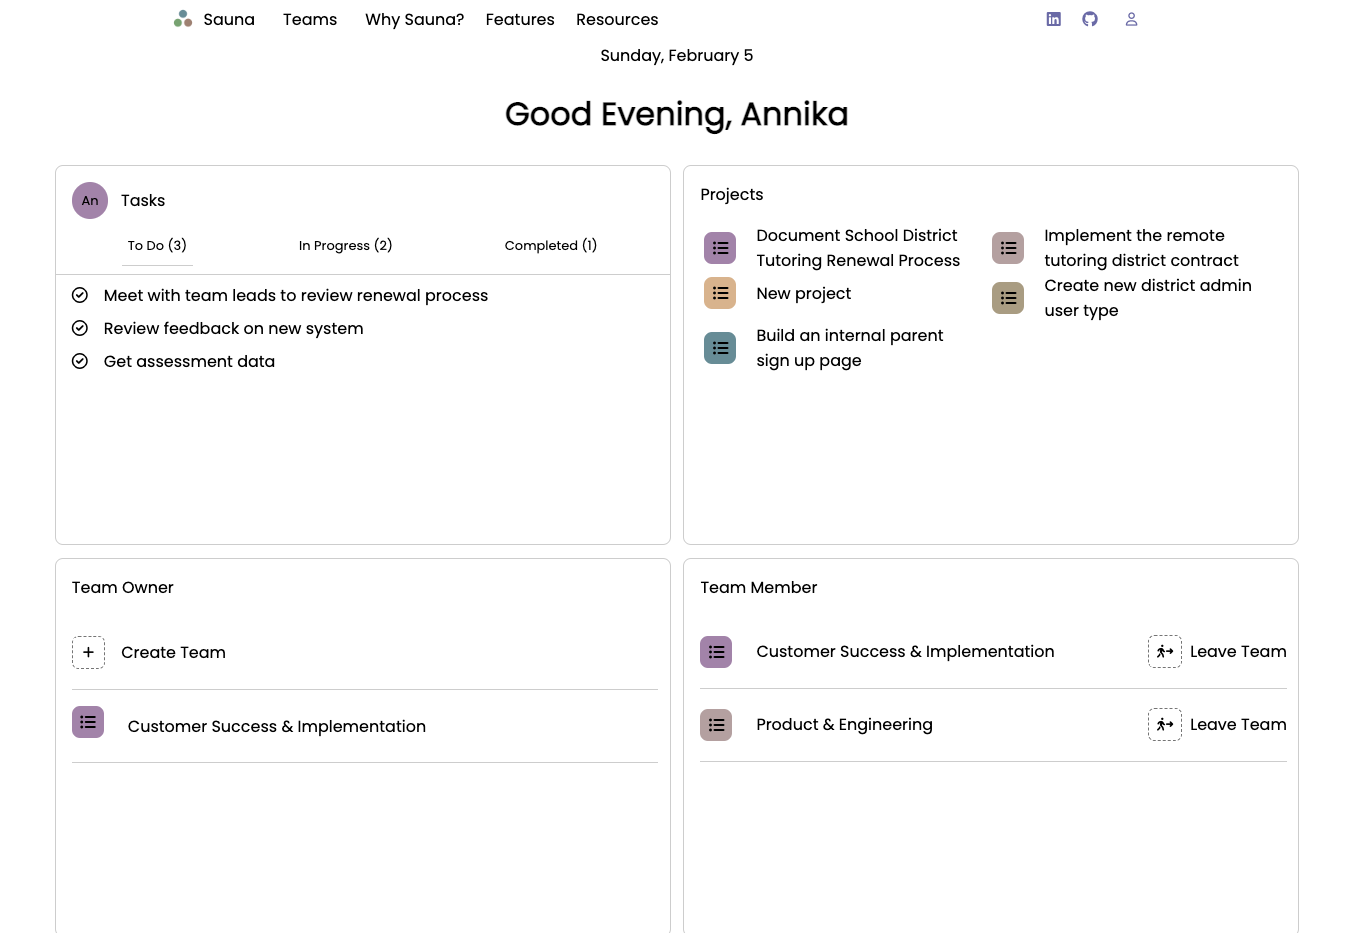 Sauna Teams Why Sauna? Features Resources
Sunday, February 5
Good Evening, Annika
An Tasks
To Do (3) In Progress (2) Completed (1)
Meet with team leads to review renewal process
Review feedback on new system
Get assessment data
Projects
Document School District
Tutoring Renewal Process
Implement the remote
tutoring district contract
New project
Create new district admin
user type
Build an internal parent
sign up page
Team Owner
Create Team
Customer Success & Implementation
Team Member
Customer Success & Implementation Leave Team
Product & Engineering Leave Team